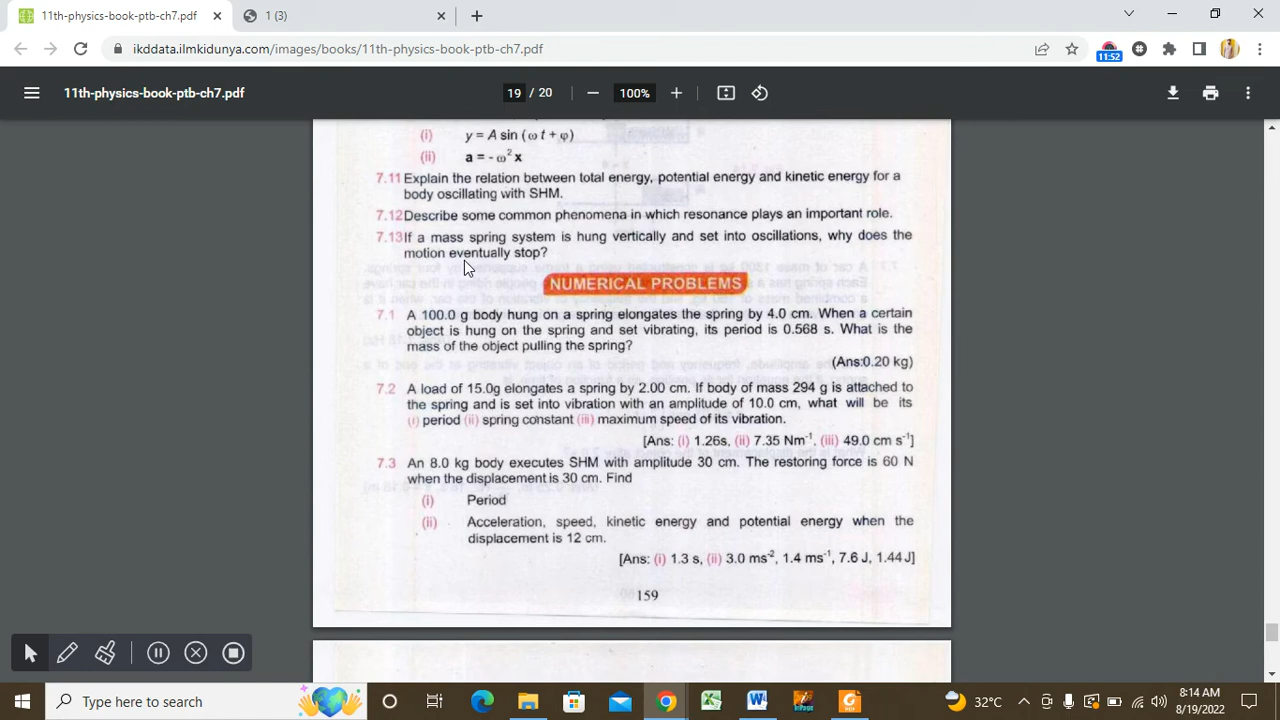 11th-physics-book-ptb-ch7.pdf
1 (3)
ikddata.ilmkidunya.com/images/books/11th-physics-book-ptb-ch7.pdf
11:52
11th-physics-book-ptb-ch7.pdf
19 / 20
100%
(i) y = A sin (ω t + φ)
(ii) a = - ω² x
7.11 Explain the relation between total energy, potential energy and kinetic energy for a
body oscillating with SHM.
7.12 Describe some common phenomena in which resonance plays an important role.
7.13 If a mass spring system is hung vertically and set into oscillations, why does the
motion eventually stop?
NUMERICAL PROBLEMS
7.1 A 100.0 g body hung on a spring elongates the spring by 4.0 cm. When a certain
object is hung on the spring and set vibrating, its period is 0.568 s. What is the
mass of the object pulling the spring?
(Ans:0.20 kg)
7.2 A load of 15.0g elongates a spring by 2.00 cm. If body of mass 294 g is attached to
the spring and is set into vibration with an amplitude of 10.0 cm, what will be its
(i) period (ii) spring constant (iii) maximum speed of its vibration.
[Ans: (i) 1.26s, (ii) 7.35 Nm⁻¹, (iii) 49.0 cm s⁻¹]
7.3 An 8.0 kg body executes SHM with amplitude 30 cm. The restoring force is 60 N
when the displacement is 30 cm. Find
(i) Period
(ii) Acceleration, speed, kinetic energy and potential energy when the
displacement is 12 cm.
[Ans: (i) 1.3 s, (ii) 3.0 ms⁻², 1.4 ms⁻¹, 7.6 J, 1.44 J]
159
Type here to search
32°C
8:14 AM
8/19/2022